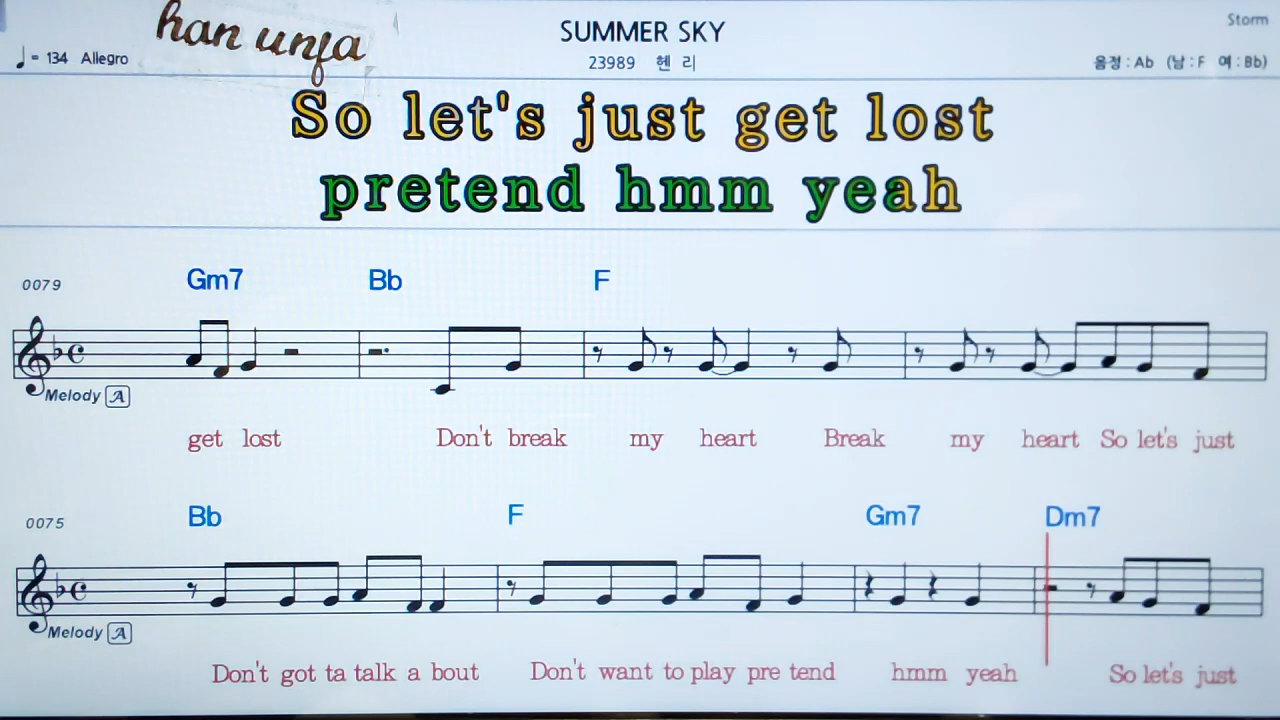 han unja
SUMMER SKY
Storm
♩= 134 Allegro
23989 헨 리
음정 : Ab (남 : F 여 : Bb)
So let's just get lost
pretend hmm yeah
0079
Gm7 Bb F
Melody A
get lost Don't break my heart Break my heart So let's just
0075
Bb F Gm7 Dm7
Melody A
Don't got ta talk a bout Don't want to play pre tend hmm yeah So let's just